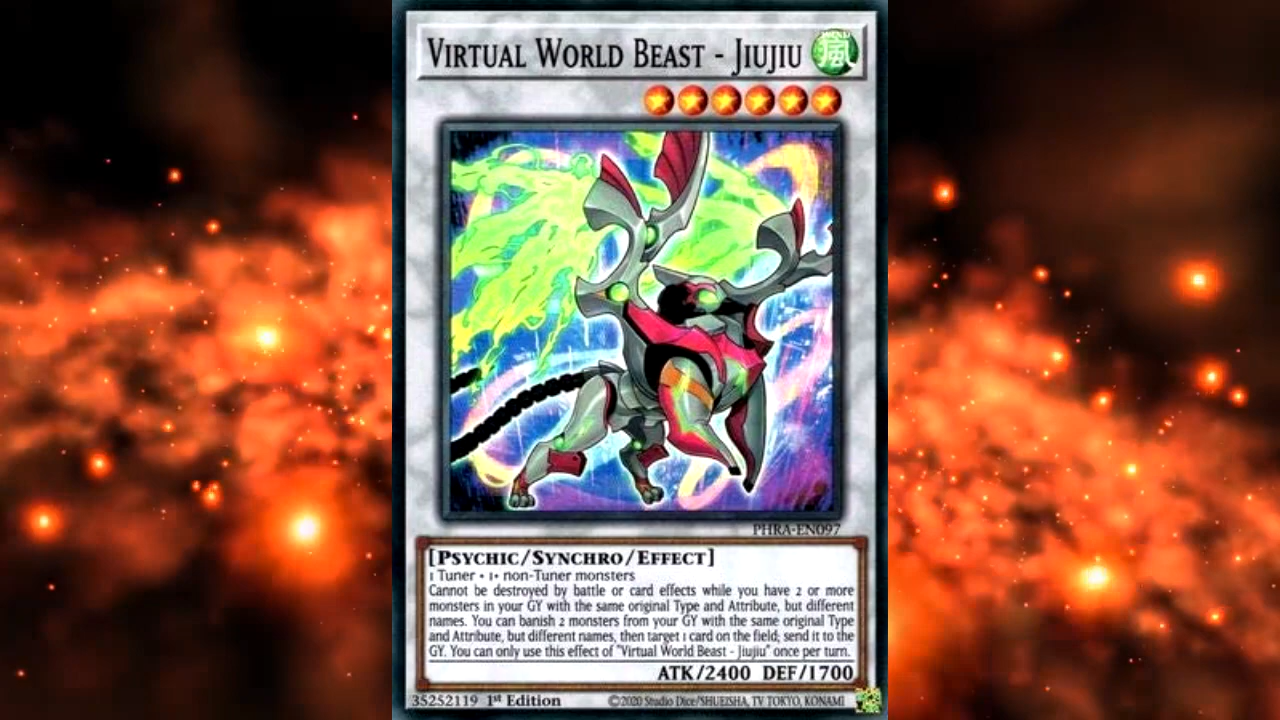 VIRTUAL WORLD BEAST - JIUJIU
WIND
風
PHRA-EN097
[PSYCHIC/SYNCHRO/EFFECT]
1 Tuner + 1+ non-Tuner monsters
Cannot be destroyed by battle or card effects while you have 2 or more
monsters in your GY with the same original Type and Attribute, but different
names. You can banish 2 monsters from your GY with the same original Type
and Attribute, but different names, then target 1 card on the field; send it to the
GY. You can only use this effect of "Virtual World Beast - Jiujiu" once per turn.
ATK/2400 DEF/1700
35252119 1st Edition ©2020 Studio Dice/SHUEISHA, TV TOKYO, KONAMI